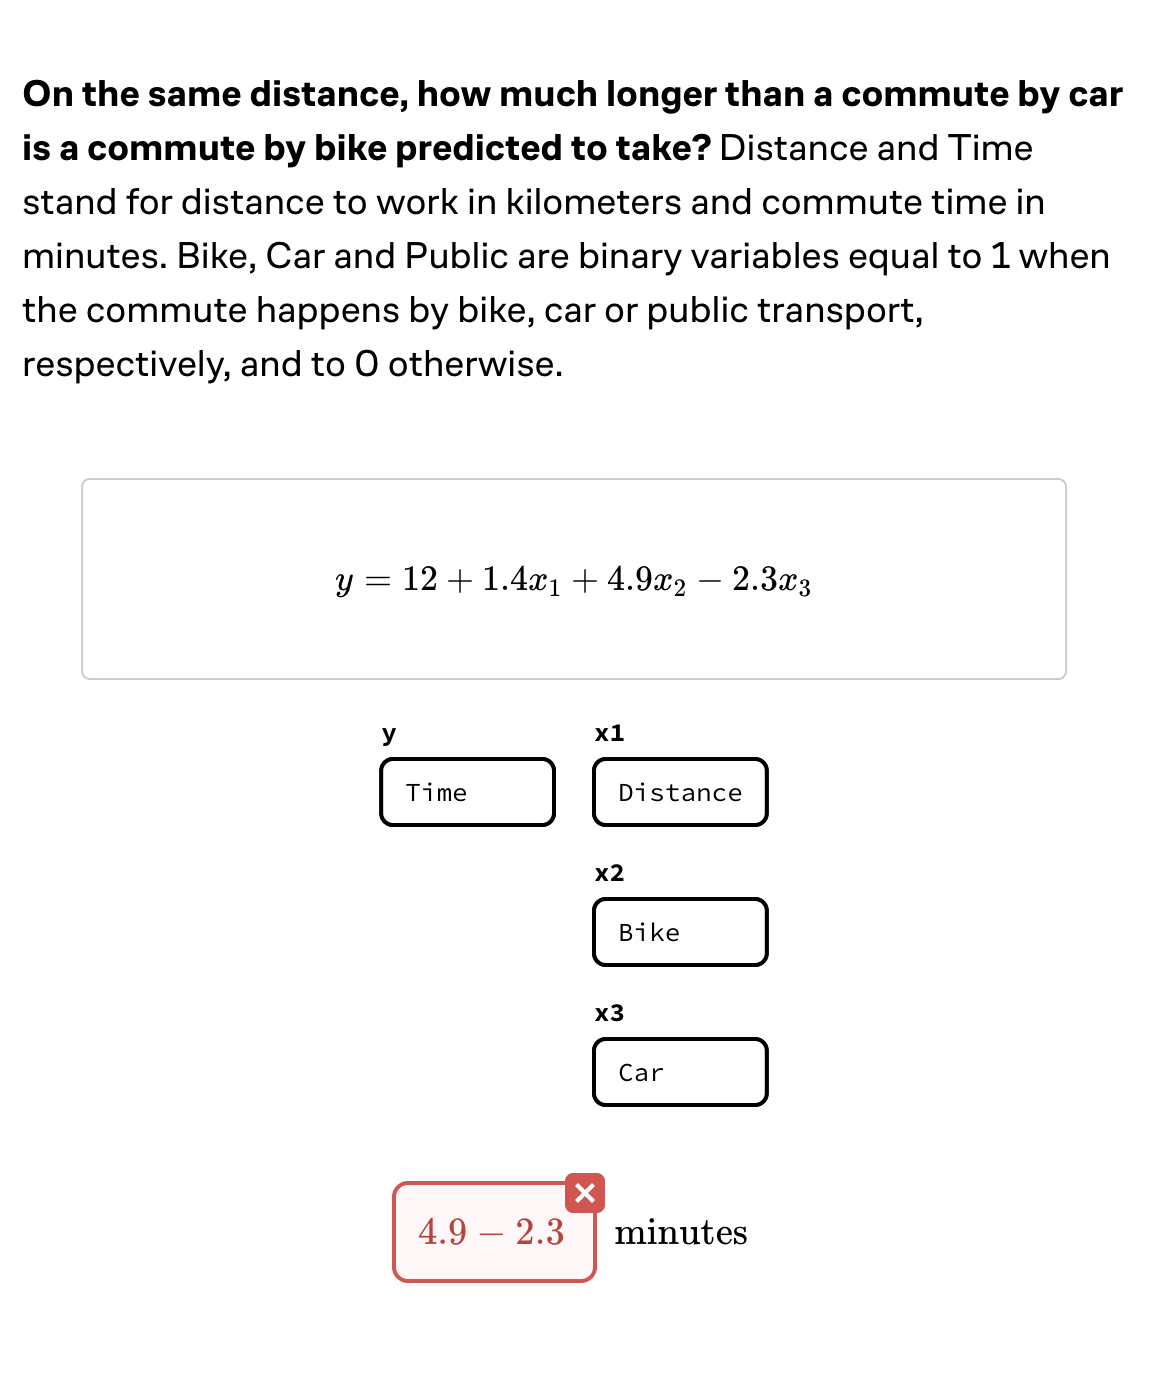 On the same distance, how much longer than a commute by car
is a commute by bike predicted to take? Distance and Time
stand for distance to work in kilometers and commute time in
minutes. Bike, Car and Public are binary variables equal to 1 when
the commute happens by bike, car or public transport,
respectively, and to 0 otherwise.
y = 12 + 1.4x₁ + 4.9x₂ − 2.3x₃
y x1
Time Distance
x2
Bike
x3
Car
4.9 − 2.3 minutes